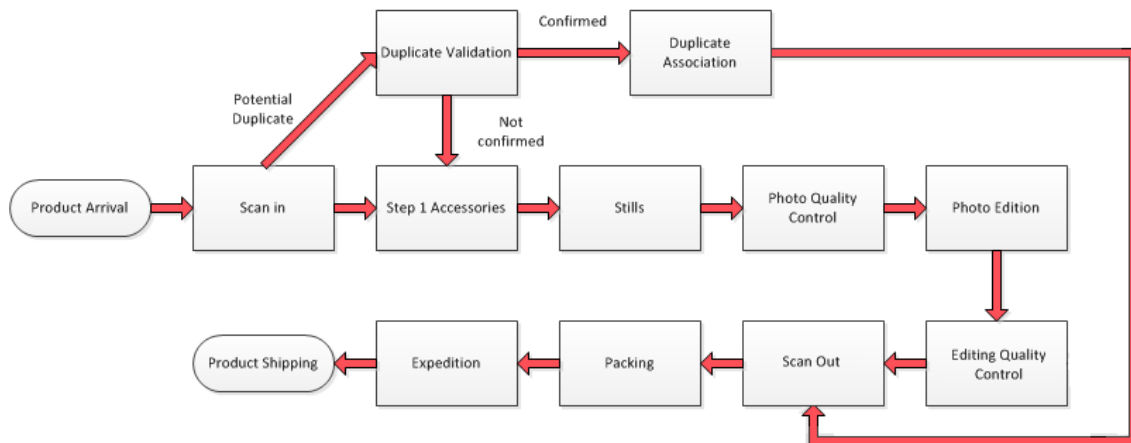 Confirmed
Duplicate Validation
Duplicate
Association
Potential
Duplicate
Not
confirmed
Product Arrival
Scan in
Step 1 Accessories
Stills
Photo Quality
Control
Photo Edition
Product Shipping
Expedition
Packing
Scan Out
Editing Quality
Control